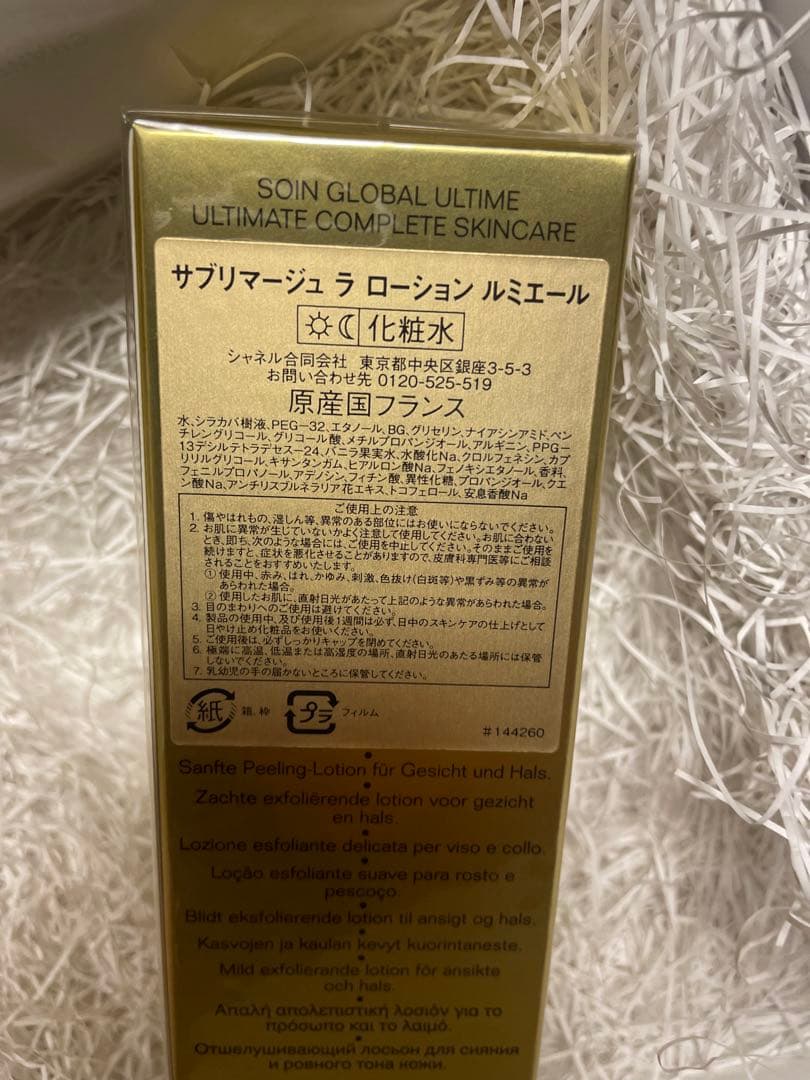 SOIN GLOBAL ULTIME
ULTIMATE COMPLETE SKINCARE
サブリマージュ ラ ローション ルミエール
化粧水
シャネル合同会社 東京都中央区銀座3-5-3
お問い合わせ先 0120-525-519
原産国フランス
水、シラカバ樹液、PEG-32、エタノール、BG、グリセリン、ナイアシンアミド、ペン
チレングリコール、グリコール酸、メチルプロパンジオール、アルギニン、PPG-
13デシルテトラデセス-24、バニラ果実水、水酸化Na、クロルフェネシン、カプ
リリルグリコール、キサンタンガム、ヒアルロン酸Na、フェノキシエタノール、香料、
フェニルプロパノール、アデノシン、フィチン酸、異性化糖、プロパンジオール、クエ
ン酸Na、アンチリスブルネラリア花エキス、トコフェロール、安息香酸Na
ご使用上の注意
1. 傷やはれもの、湿しん等、異常のある部位にはお使いにならないでください。
2. お肌に異常が生じていないかよく注意して使用してください。お肌に合わない
とき、即ち、次のような場合には、ご使用を中止してください。そのままご使用を
続けますと、症状を悪化させることがありますので、皮膚科専門医等にご相談
されることをおすすめいたします。
① 使用中、赤み、はれ、かゆみ、刺激、色抜け(白斑等)や黒ずみ等の異常が
あらわれた場合。
② 使用したお肌に、直射日光があたって上記のような異常があらわれた場合。
3. 目のまわりへのご使用は避けてください。
4. 製品の使用中、及び使用後1週間は必ず、日中のスキンケアの仕上げとして
日やけ止め化粧品をお使いください。
5. ご使用後は、必ずしっかりキャップを閉めてください。
6. 極端に高温、低温または高湿度の場所、直射日光のあたる場所には保管
しないでください。
7. 乳幼児の手の届かないところに保管してください。
紙 箱、枠 プラ フィルム
#144260
Sanfte Peeling-Lotion für Gesicht und Hals.
•
Zachte exfoliërende lotion voor gezicht
en hals.
•
Lozione esfoliante delicata per viso e collo.
•
Loção esfoliante suave para rosto e
pescoço.
•
Blidt eksfolierende lotion til ansigt og hals.
•
Kasvojen ja kaulan kevyt kuorintaneste.
•
Mild exfolierande lotion för ansikte
och hals.
•
Απαλή απολεπιστική λοσιόν για το
πρόσωπο και το λαιμό.
•
Отшелушивающий лосьон для сияния
и ровного тона кожи.